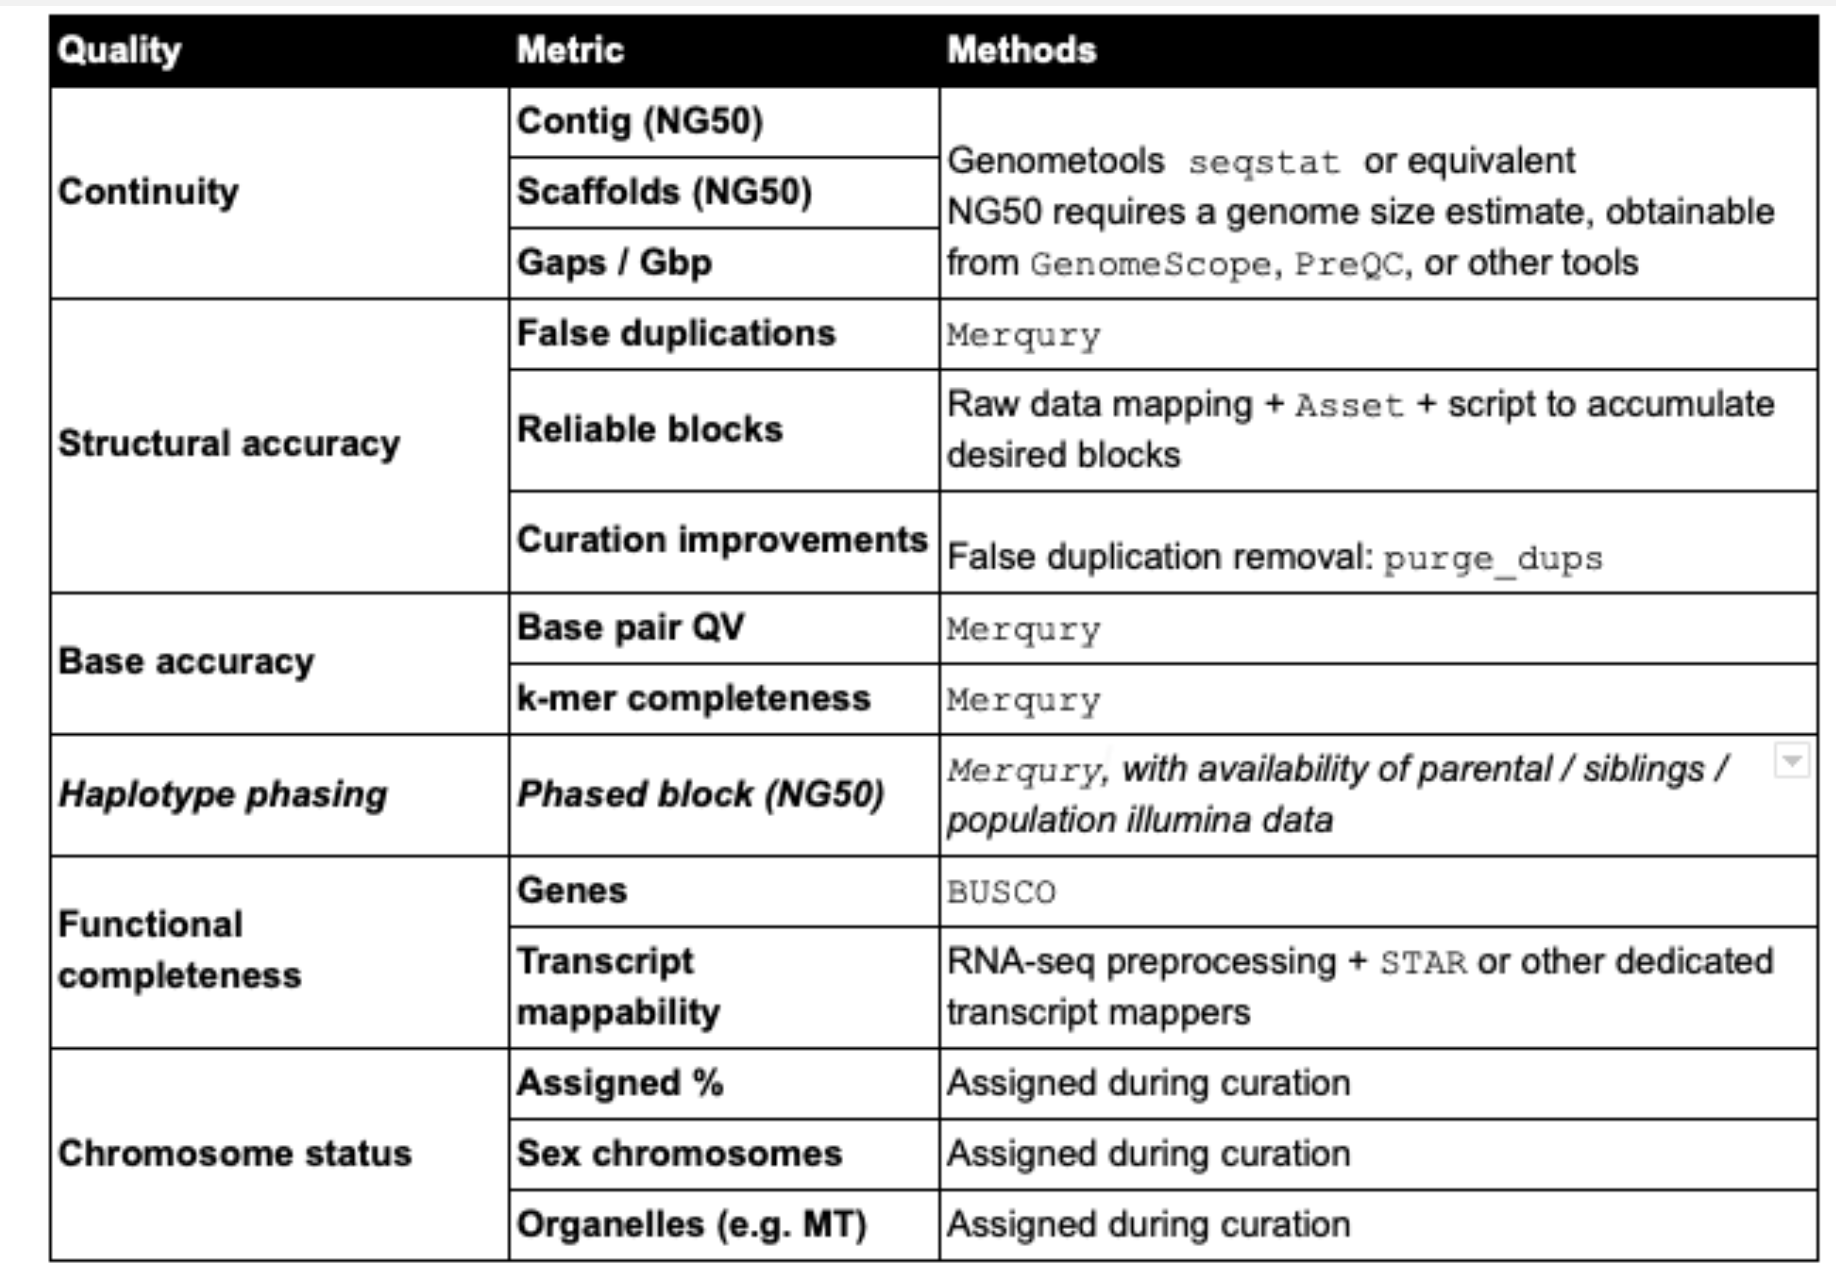 Quality Metric Methods
Continuity
Contig (NG50)
Scaffolds (NG50)
Gaps / Gbp
Genometools seqstat or equivalent
NG50 requires a genome size estimate, obtainable
from GenomeScope, PreQC, or other tools
Structural accuracy
False duplications
Merqury
Reliable blocks
Raw data mapping + Asset + script to accumulate
desired blocks
Curation improvements
False duplication removal: purge_dups
Base accuracy
Base pair QV
Merqury
k-mer completeness
Merqury
Haplotype phasing
Phased block (NG50)
Merqury, with availability of parental / siblings /
population illumina data
Functional
completeness
Genes
BUSCO
Transcript
mappability
RNA-seq preprocessing + STAR or other dedicated
transcript mappers
Chromosome status
Assigned %
Assigned during curation
Sex chromosomes
Assigned during curation
Organelles (e.g. MT)
Assigned during curation